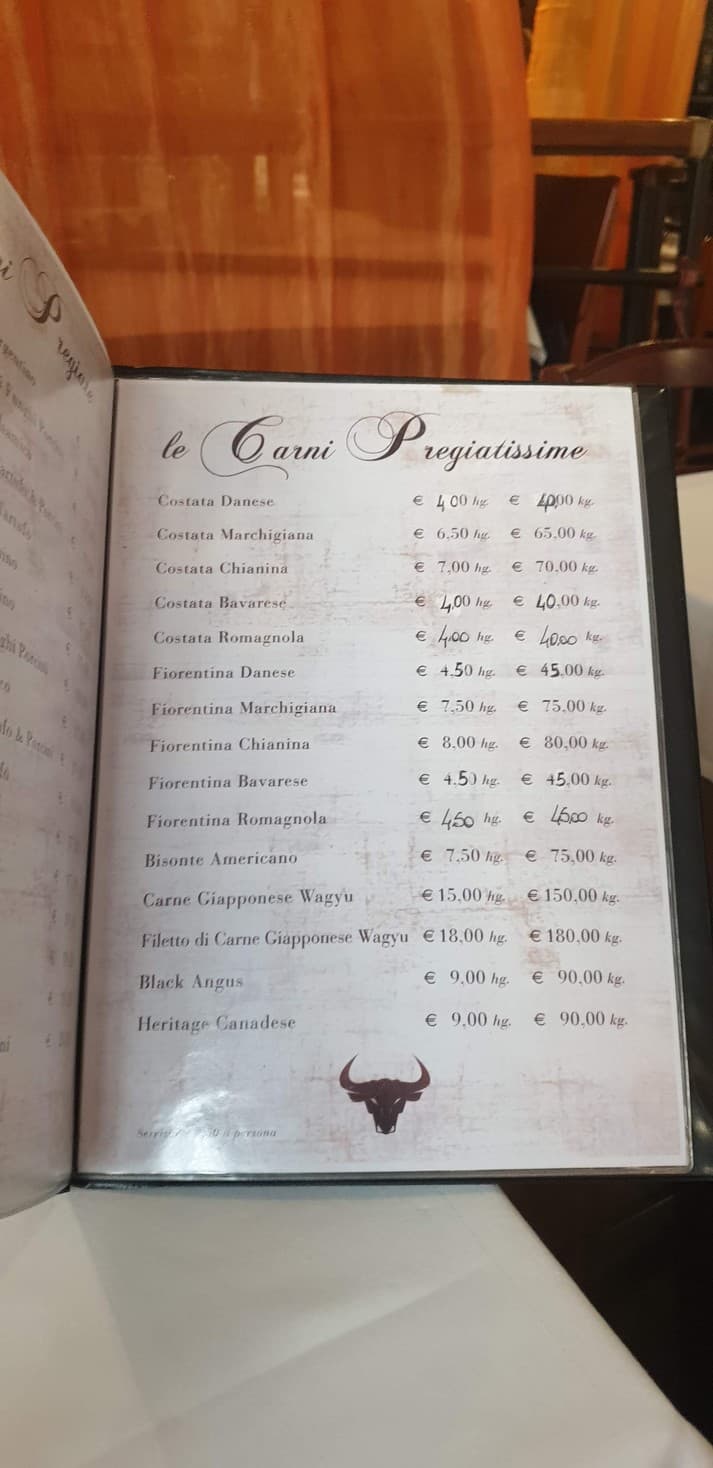 le Carni Pregiatissime
Costata Danese € 4,00 hg. € 40,00 kg.
Costata Marchigiana € 6,50 hg. € 65,00 kg.
Costata Chianina € 7,00 hg. € 70,00 kg.
Costata Bavarese € 4,00 hg. € 40,00 kg.
Costata Romagnola € 4,00 hg. € 40,00 kg.
Fiorentina Danese € 4,50 hg. € 45,00 kg.
Fiorentina Marchigiana € 7,50 hg. € 75,00 kg.
Fiorentina Chianina € 8,00 hg. € 80,00 kg.
Fiorentina Bavarese € 4,50 hg. € 45,00 kg.
Fiorentina Romagnola € 4,50 hg. € 45,00 kg.
Bisonte Americano € 7,50 hg. € 75,00 kg.
Carne Giapponese Wagyu € 15,00 hg. € 150,00 kg.
Filetto di Carne Giapponese Wagyu € 18,00 hg. € 180,00 kg.
Black Angus € 9,00 hg. € 90,00 kg.
Heritage Canadese € 9,00 hg. € 90,00 kg.
a persona